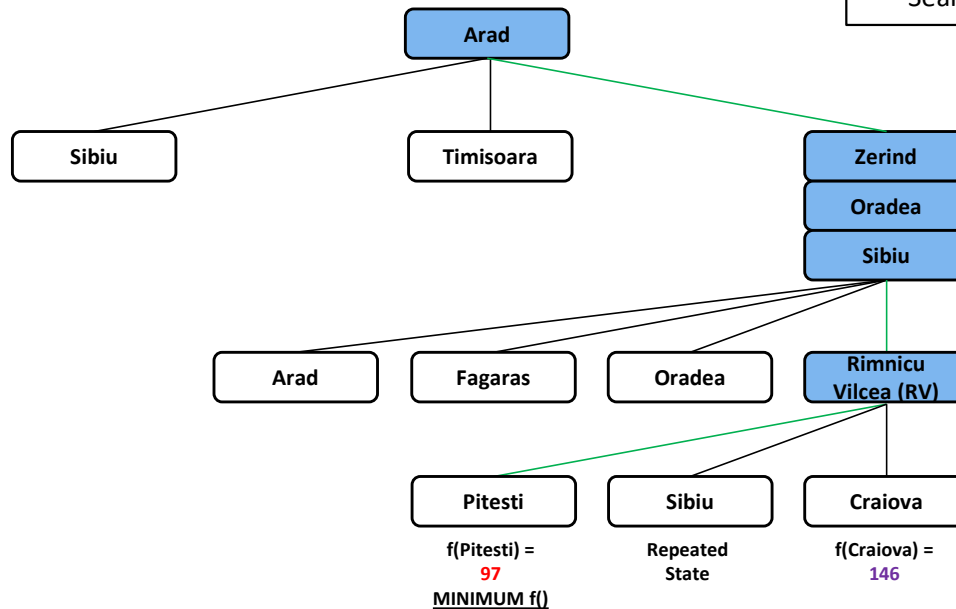 Arad
Sibiu
Timisoara
Zerind
Oradea
Sibiu
Arad
Fagaras
Oradea
Rimnicu
Vilcea (RV)
Pitesti
Sibiu
Craiova
f(Pitesti) =
97
MINIMUM f()
Repeated
State
f(Craiova) =
146